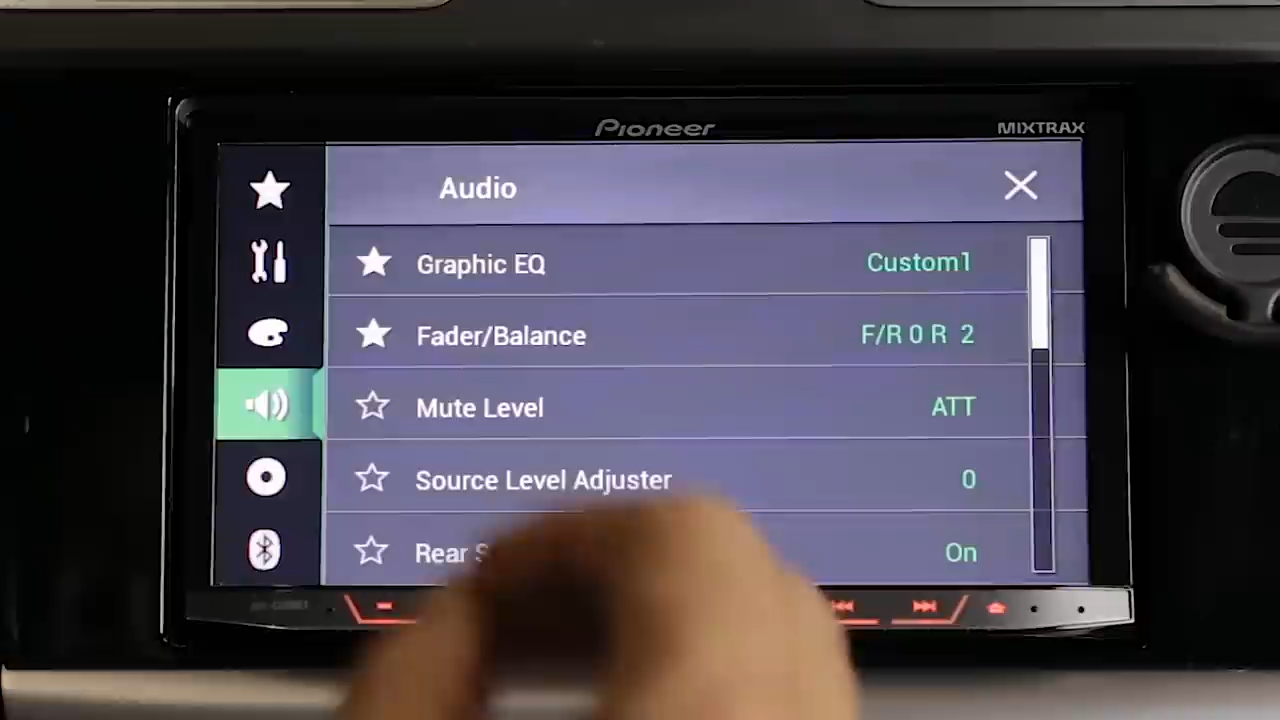 Pioneer
MIXTRAX
Audio
Graphic EQ Custom1
Fader/Balance F/R 0 R 2
Mute Level ATT
Source Level Adjuster 0
Rear On